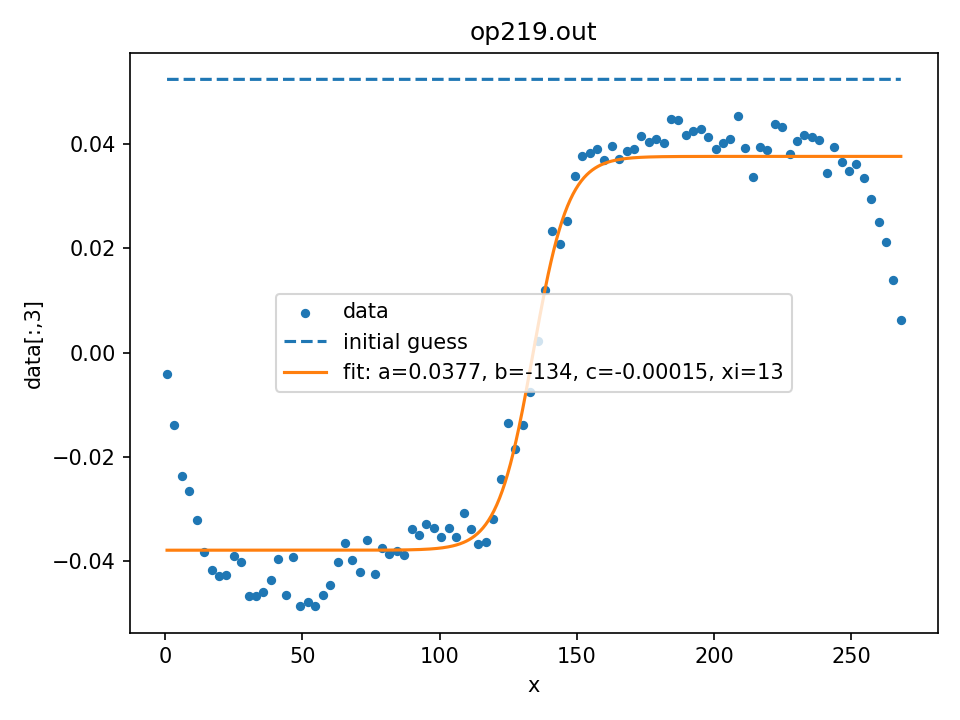 op219.out
data[:,3]
0.04
0.02
0.00
−0.02
−0.04
data
initial guess
fit: a=0.0377, b=-134, c=-0.00015, xi=13
0 50 100 150 200 250
x